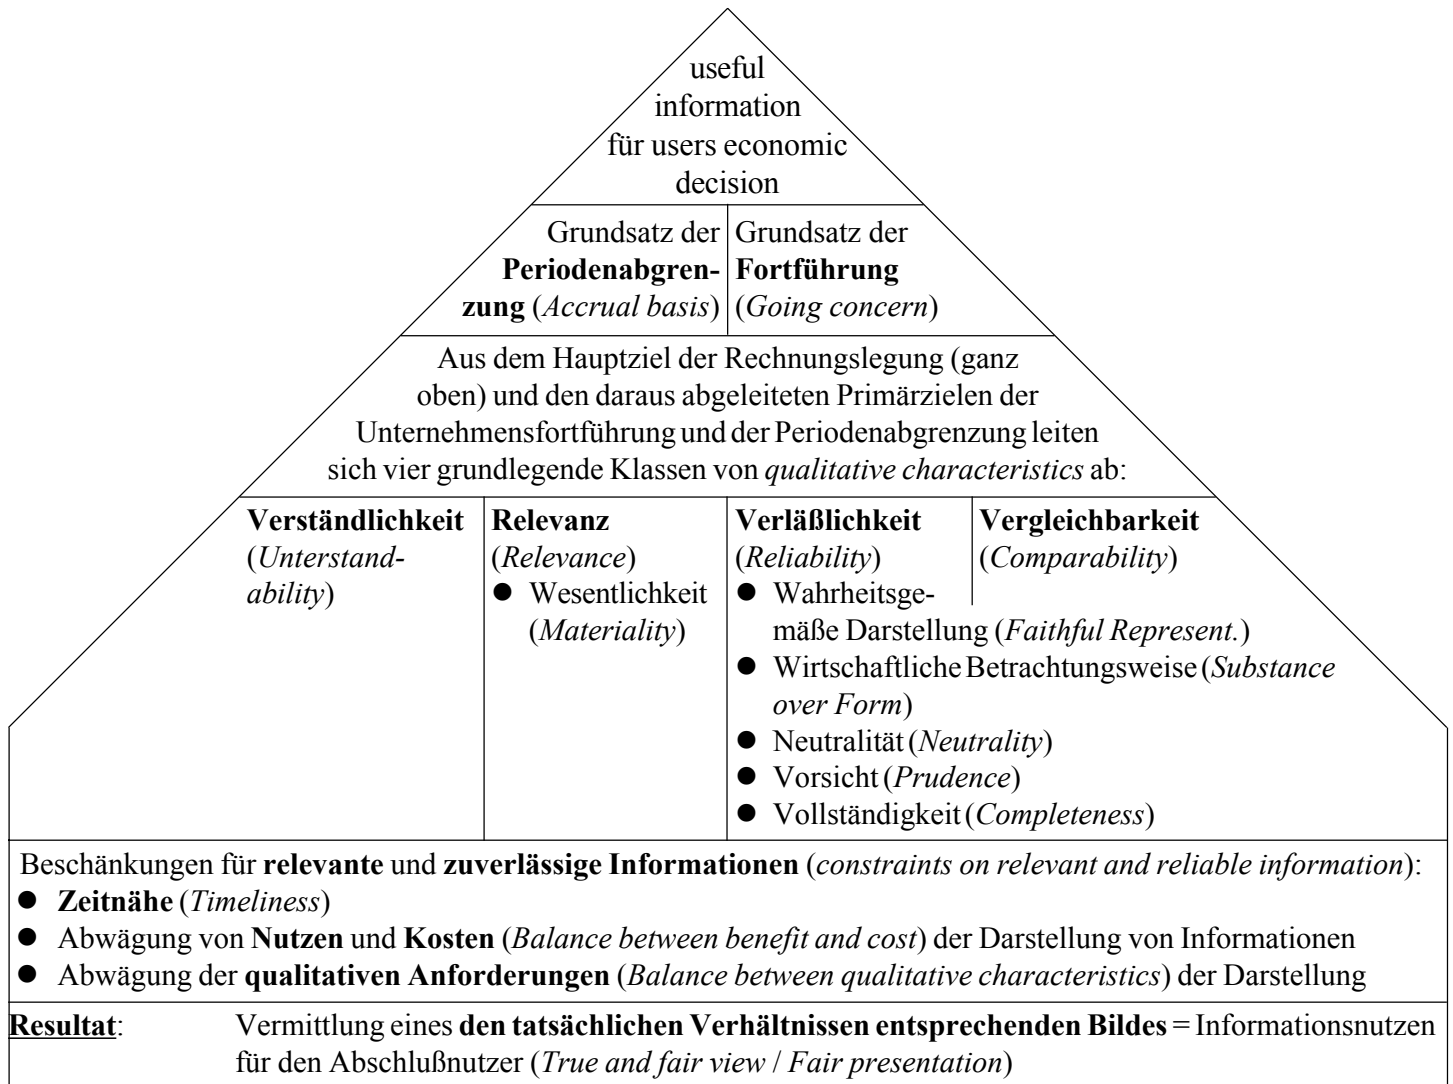 useful
information
für users economic
decision
Grundsatz der
Periodenabgren-
zung (Accrual basis)
Grundsatz der
Fortführung
(Going concern)
Aus dem Hauptziel der Rechnungslegung (ganz
oben) und den daraus abgeleiteten Primärzielen der
Unternehmensfortführung und der Periodenabgrenzung leiten
sich vier grundlegende Klassen von qualitative characteristics ab:
Verständlichkeit
(Unterstand-
ability)
Relevanz
(Relevance)
● Wesentlichkeit
(Materiality)
Verläßlichkeit
(Reliability)
● Wahrheitsge-
mäße Darstellung (Faithful Represent.)
● Wirtschaftliche Betrachtungsweise (Substance
over Form)
● Neutralität (Neutrality)
● Vorsicht (Prudence)
● Vollständigkeit (Completeness)
Vergleichbarkeit
(Comparability)
Beschänkungen für relevante und zuverlässige Informationen (constraints on relevant and reliable information):
● Zeitnähe (Timeliness)
● Abwägung von Nutzen und Kosten (Balance between benefit and cost) der Darstellung von Informationen
● Abwägung der qualitativen Anforderungen (Balance between qualitative characteristics) der Darstellung
Resultat: Vermittlung eines den tatsächlichen Verhältnissen entsprechenden Bildes = Informationsnutzen
für den Abschlußnutzer (True and fair view / Fair presentation)